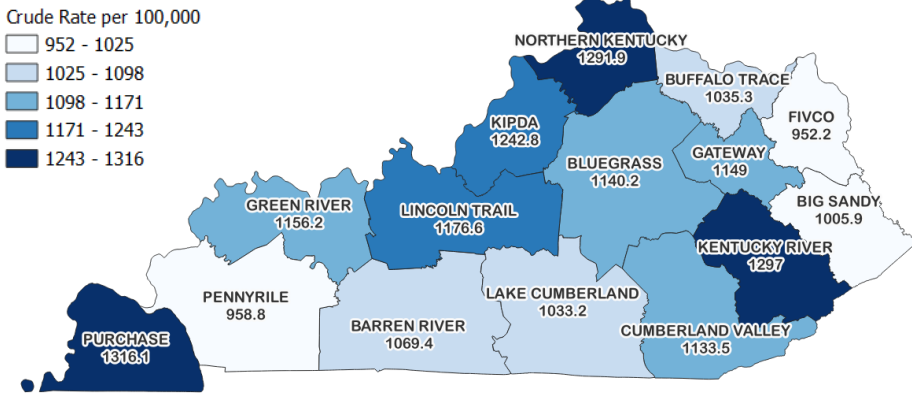 Crude Rate per 100,000
952 - 1025
1025 - 1098
1098 - 1171
1171 - 1243
1243 - 1316
NORTHERN KENTUCKY
1291.9
BUFFALO TRACE
1035.3
FIVCO
952.2
KIPDA
1242.8
BLUEGRASS
1140.2
GATEWAY
1149
BIG SANDY
1005.9
GREEN RIVER
1156.2
LINCOLN TRAIL
1176.6
KENTUCKY RIVER
1297
PENNYRILE
958.8
LAKE CUMBERLAND
1033.2
BARREN RIVER
1069.4
CUMBERLAND VALLEY
1133.5
PURCHASE
1316.1